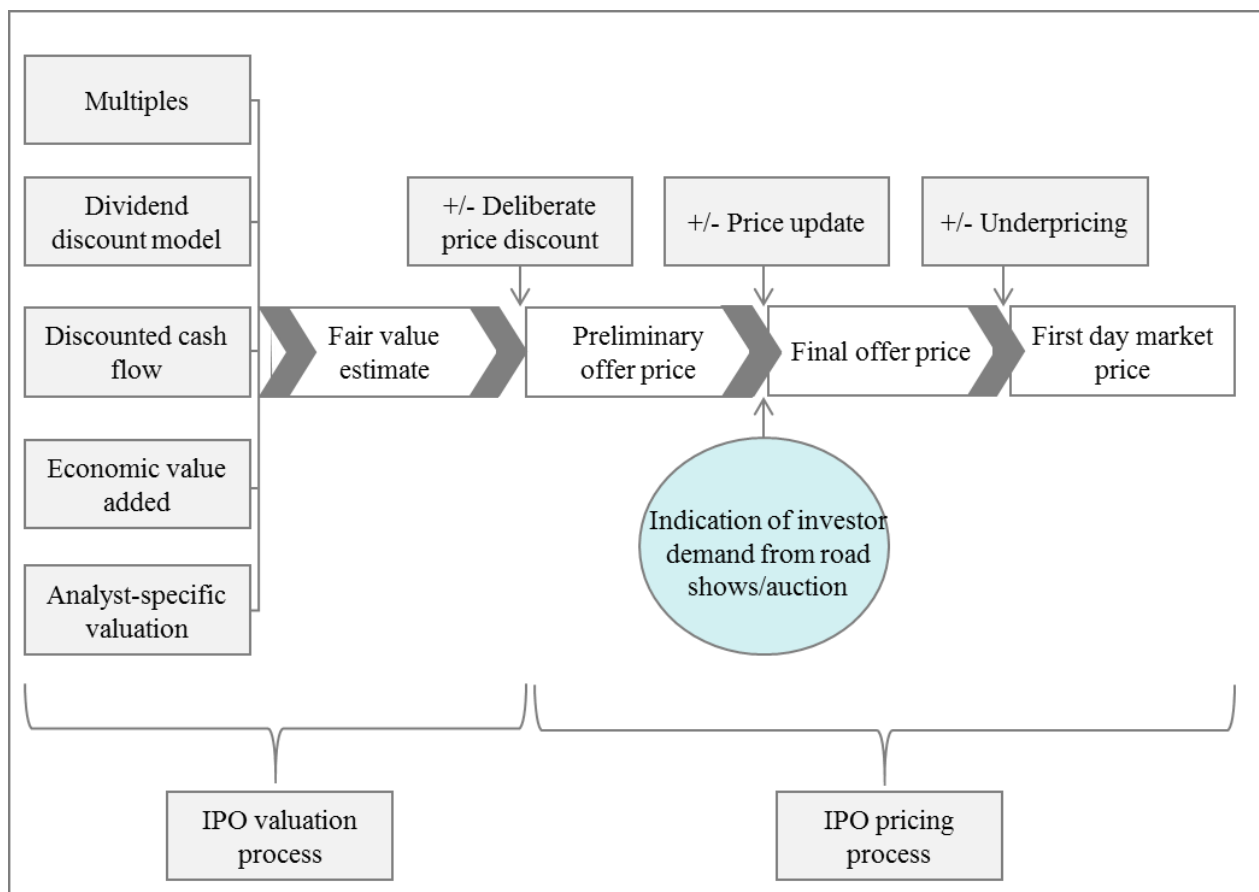 Multiples
Dividend
discount model
Discounted cash
flow
Economic value
added
Analyst-specific
valuation
Fair value
estimate
+/- Deliberate
price discount
Preliminary
offer price
+/- Price update
Final offer price
+/- Underpricing
First day market
price
Indication of investor
demand from road
shows/auction
IPO valuation
process
IPO pricing
process